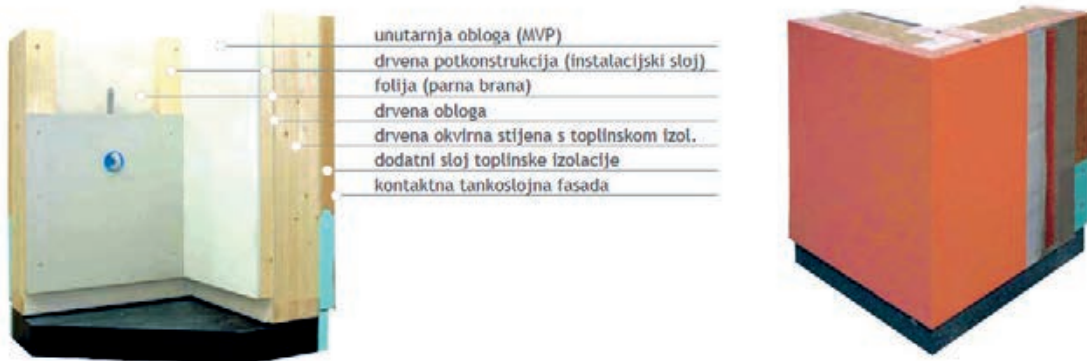 unutarnja obloga (MVP)
drvena potkonstrukcija (instalacijski sloj)
folija (parna brana)
drvena obloga
drvena okvirna stijena s toplinskom izol.
dodatni sloj toplinske izolacije
kontaktna tankoslojna fasada